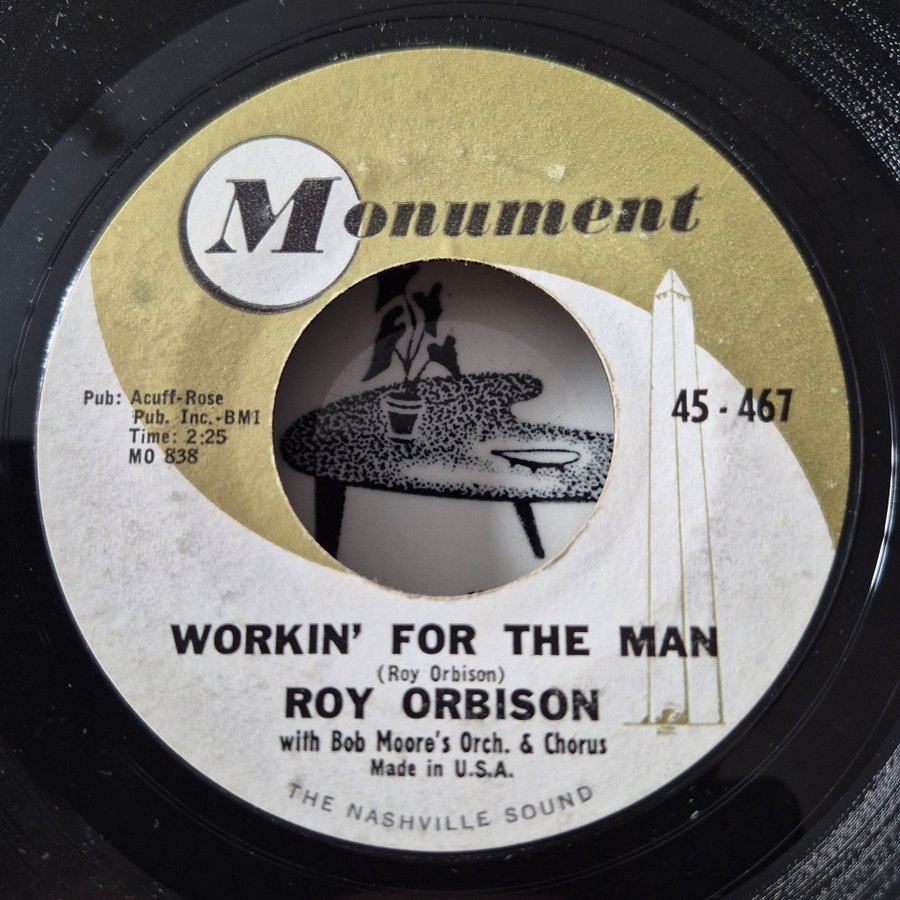 Monument
Pub: Acuff-Rose
Pub. Inc.-BMI
Time: 2:25
MO 838
45 - 467
WORKIN' FOR THE MAN
(Roy Orbison)
ROY ORBISON
with Bob Moore's Orch. & Chorus
Made in U.S.A.
THE NASHVILLE SOUND